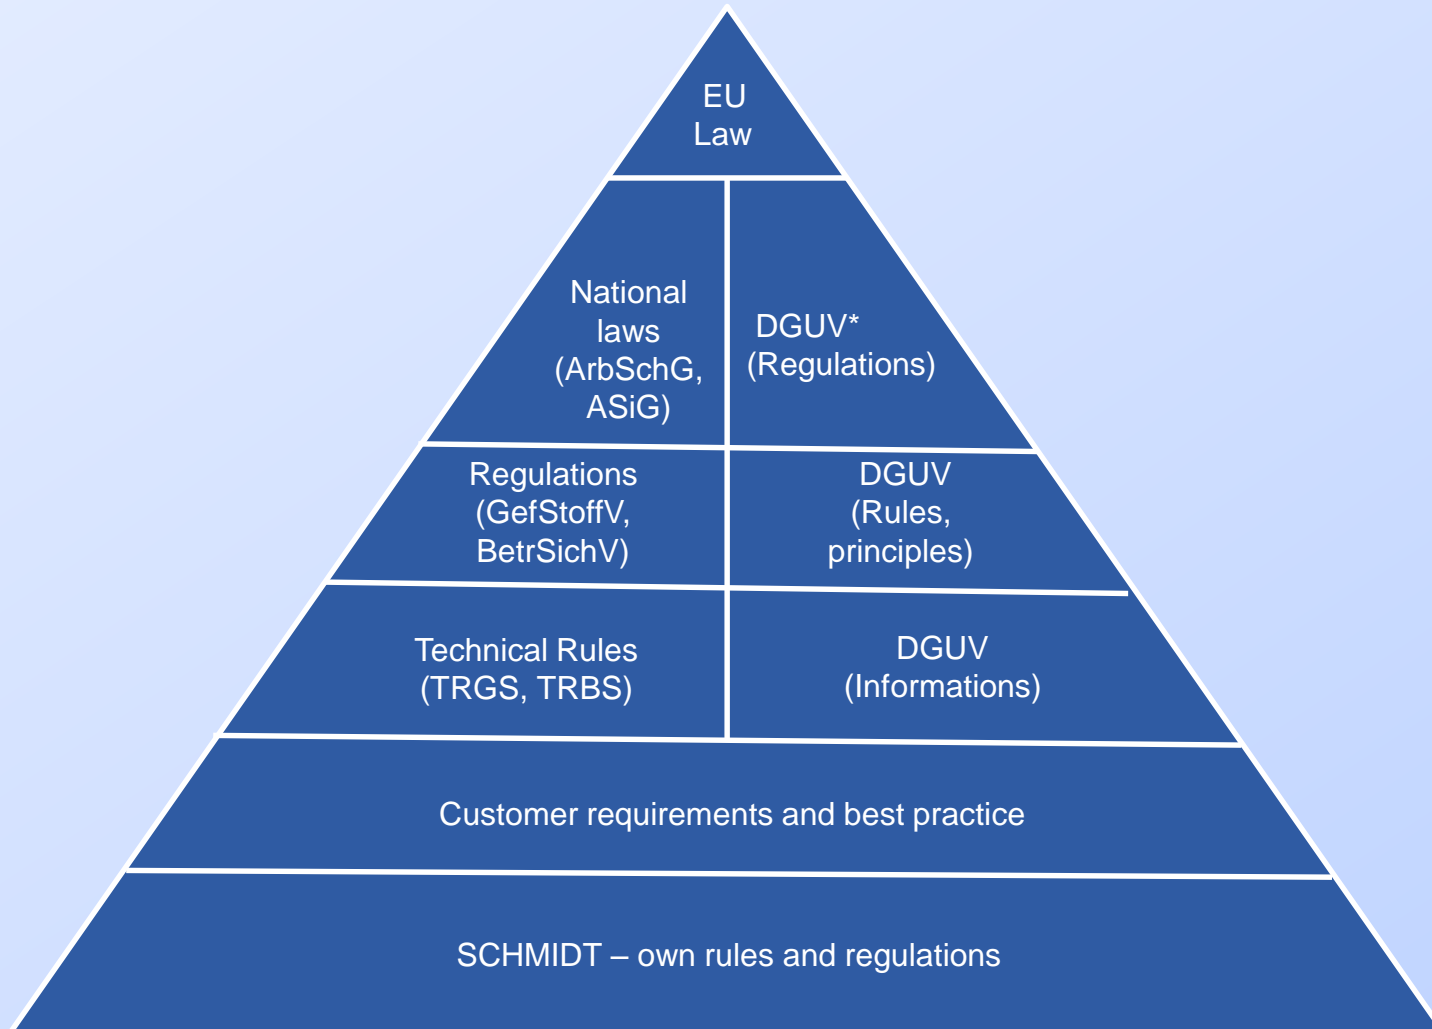 EU
Law
National
laws
(ArbSchG,
ASiG)
DGUV*
(Regulations)
Regulations
(GefStoffV,
BetrSichV)
DGUV
(Rules,
principles)
Technical Rules
(TRGS, TRBS)
DGUV
(Informations)
Customer requirements and best practice
SCHMIDT – own rules and regulations